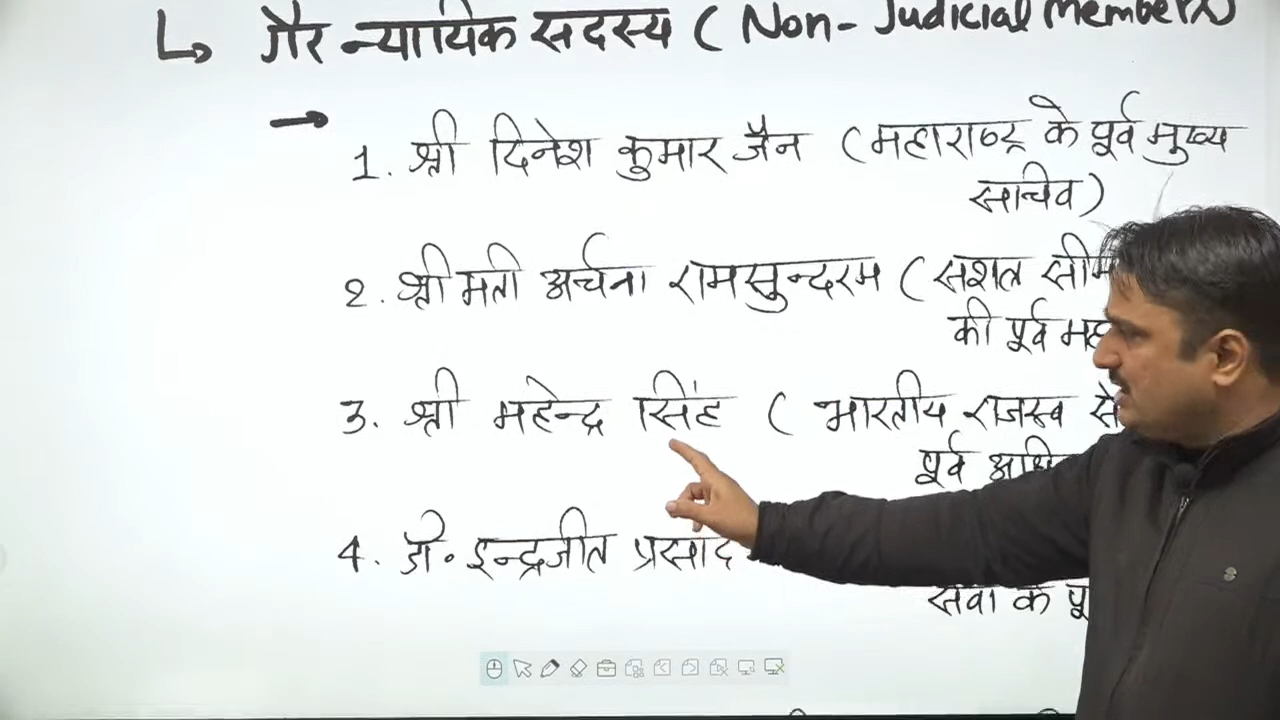 गैर न्यायिक सदस्य ( Non- Judicial Members)
1. श्री दिनेश कुमार जैन (महाराष्ट्र के पूर्व मुख्य
सचिव)
2. श्रीमती अर्चना रामसुन्दरम ( सशस्त्र
की पूर्व
3. श्री महेन्द्र सिंह ( भारतीय राजस्व
पूर्व
4. डॉ. इन्द्रजीत प्रसाद
सेवा के